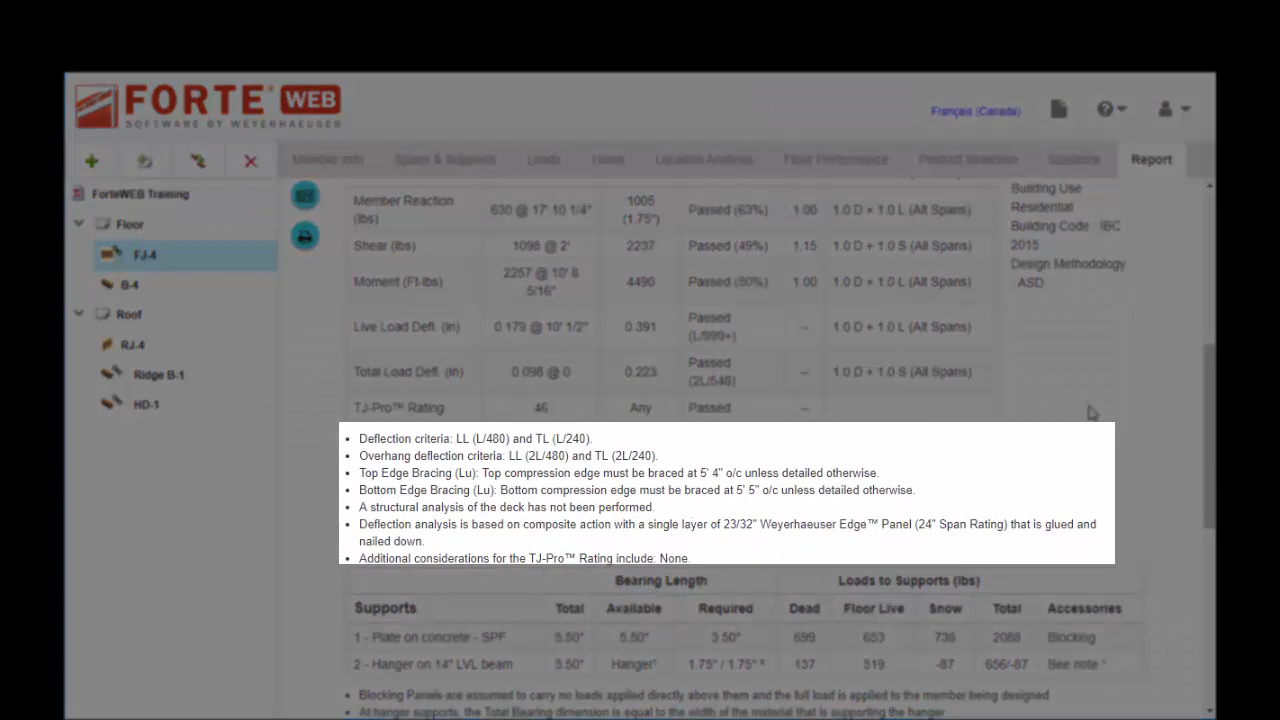 FORTE WEB
SOFTWARE BY WEYERHAEUSER
Français (Canada)
Member Info Spans & Supports Loads Holes Location Analysis Floor Performance Product Selection Solutions Report
ForteWEB Training
Floor
FJ-4
B-4
Roof
RJ-4
Ridge B-1
HD-1
Building Use
Residential
Building Code : IBC
2015
Design Methodology
: ASD
Member Reaction (lbs) 630 @ 17' 10 1/4" 1005 (1.75") Passed (63%) 1.00 1.0 D + 1.0 L (Alt Spans)
Shear (lbs) 1098 @ 2' 2237 Passed (49%) 1.15 1.0 D + 1.0 S (All Spans)
Moment (Ft-lbs) 2257 @ 10' 8 5/16" 4490 Passed (50%) 1.00 1.0 D + 1.0 L (Alt Spans)
Live Load Defl. (in) 0.179 @ 10' 1/2" 0.391 Passed (L/999+) -- 1.0 D + 1.0 L (Alt Spans)
Total Load Defl. (in) 0.098 @ 0 0.223 Passed (2L/548) -- 1.0 D + 1.0 S (All Spans)
TJ-Pro™ Rating 46 Any Passed --
• Deflection criteria: LL (L/480) and TL (L/240).
• Overhang deflection criteria: LL (2L/480) and TL (2L/240).
• Top Edge Bracing (Lu): Top compression edge must be braced at 5' 4" o/c unless detailed otherwise.
• Bottom Edge Bracing (Lu): Bottom compression edge must be braced at 5' 5" o/c unless detailed otherwise.
• A structural analysis of the deck has not been performed.
• Deflection analysis is based on composite action with a single layer of 23/32" Weyerhaeuser Edge™ Panel (24" Span Rating) that is glued and
nailed down.
• Additional considerations for the TJ-Pro™ Rating include: None.
Bearing Length Loads to Supports (lbs)
Supports Total Available Required Dead Floor Live Snow Total Accessories
1 - Plate on concrete - SPF 5.50" 5.50" 3.50" 699 653 736 2088 Blocking
2 - Hanger on 14" LVL beam 5.50" Hanger¹ 1.75" / 1.75" 137 519 -87 656/-87 See note ¹
• Blocking Panels are assumed to carry no loads applied directly above them and the full load is applied to the member being designed
• At hanger supports, the Total Bearing dimension is equal to the width of the material that is supporting the hanger